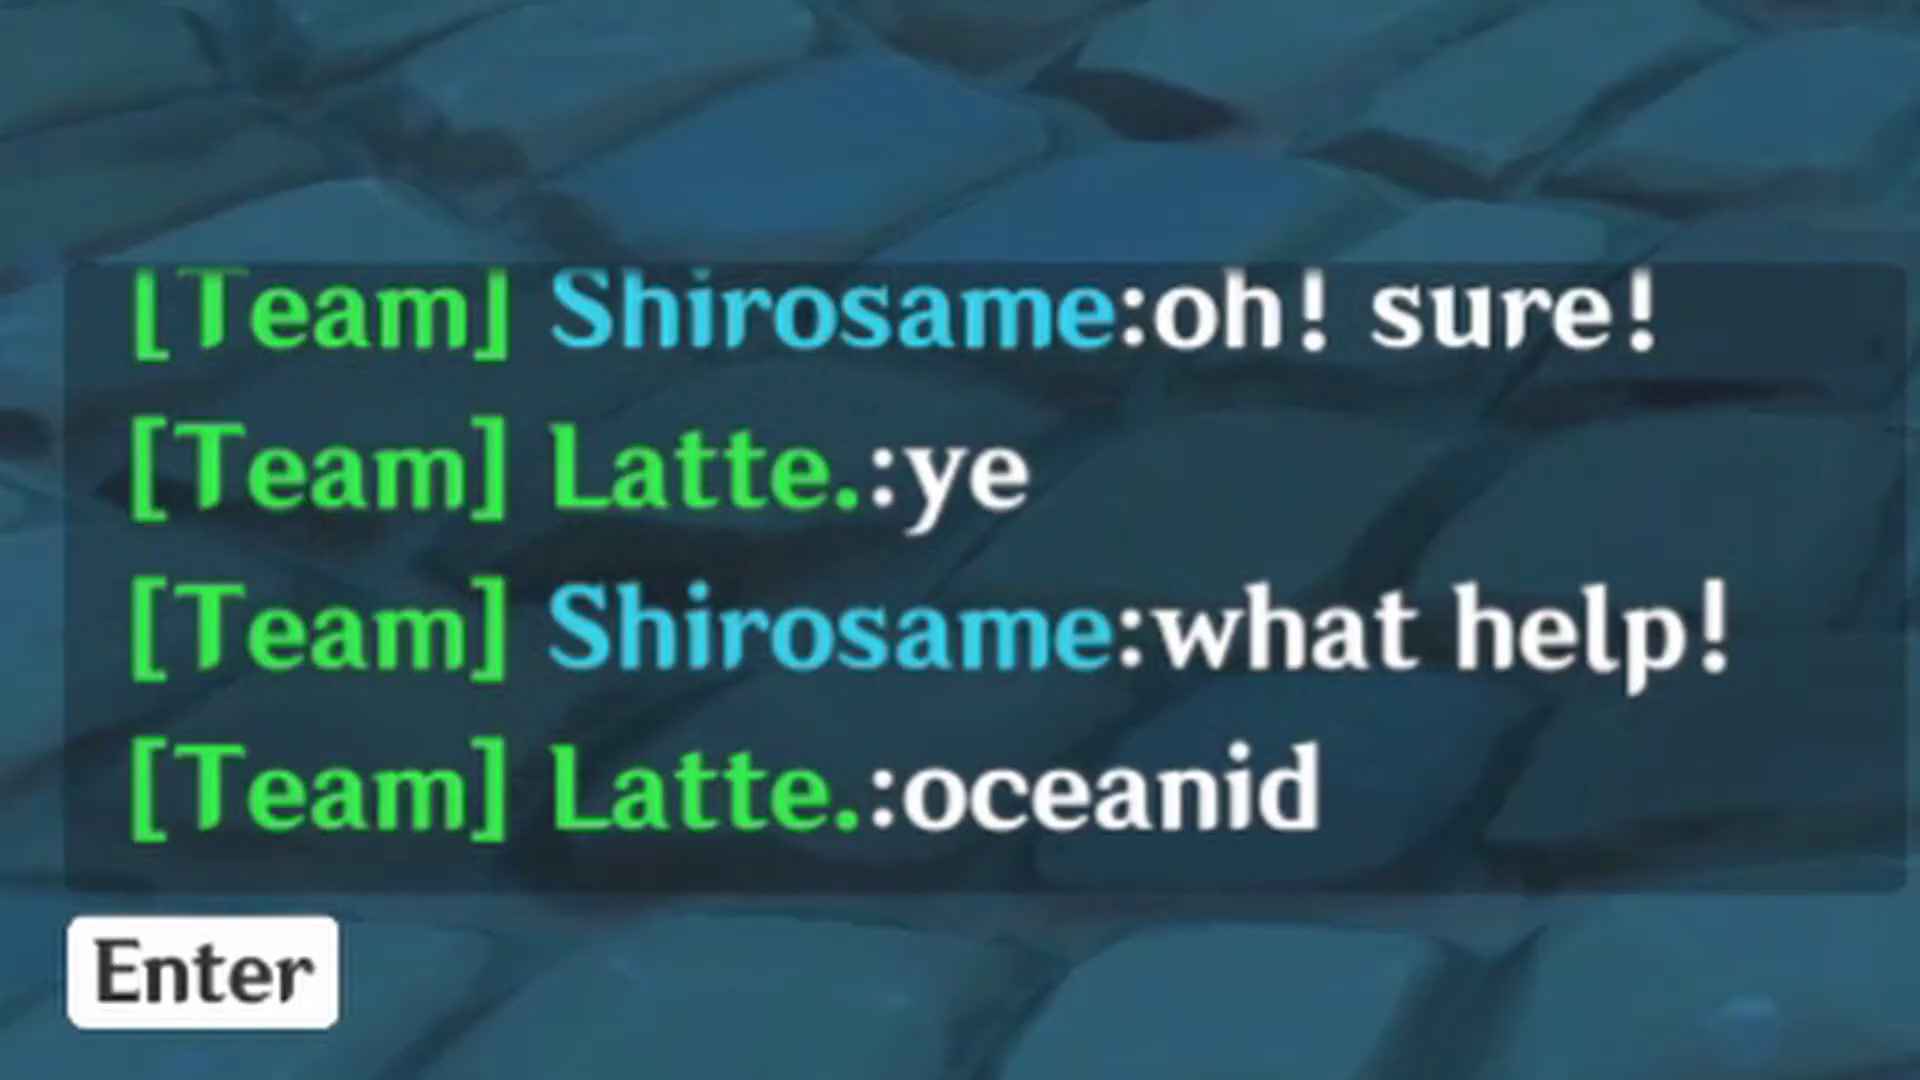 [Team] Shirosame:oh! sure!
[Team] Latte.:ye
[Team] Shirosame:what help!
[Team] Latte.:oceanid
Enter